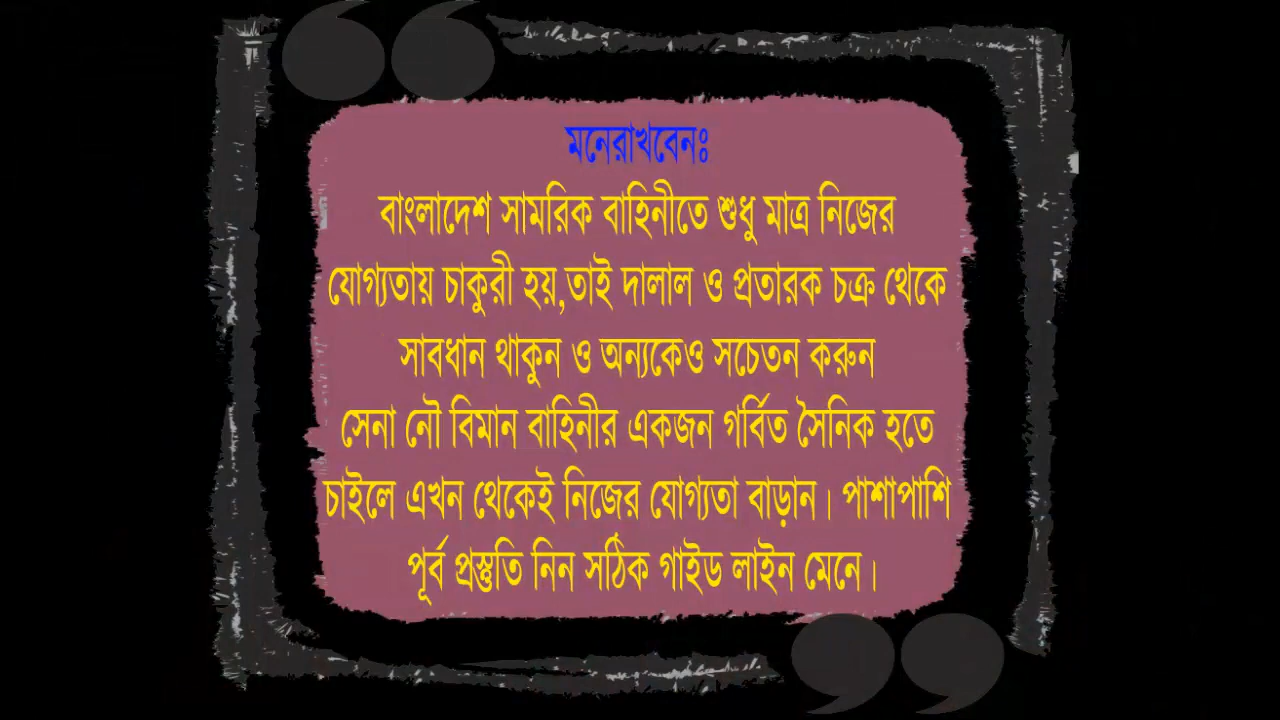 মনেরাখবেনঃ
বাংলাদেশ সামরিক বাহিনীতে শুধু মাত্র নিজের
যোগ্যতায় চাকুরী হয়,তাই দালাল ও প্রতারক চক্র থেকে
সাবধান থাকুন ও অন্যকেও সচেতন করুন
সেনা নৌ বিমান বাহিনীর একজন গর্বিত সৈনিক হতে
চাইলে এখন থেকেই নিজের যোগ্যতা বাড়ান। পাশাপাশি
পূর্ব প্রস্তুতি নিন সঠিক গাইড লাইন মেনে।